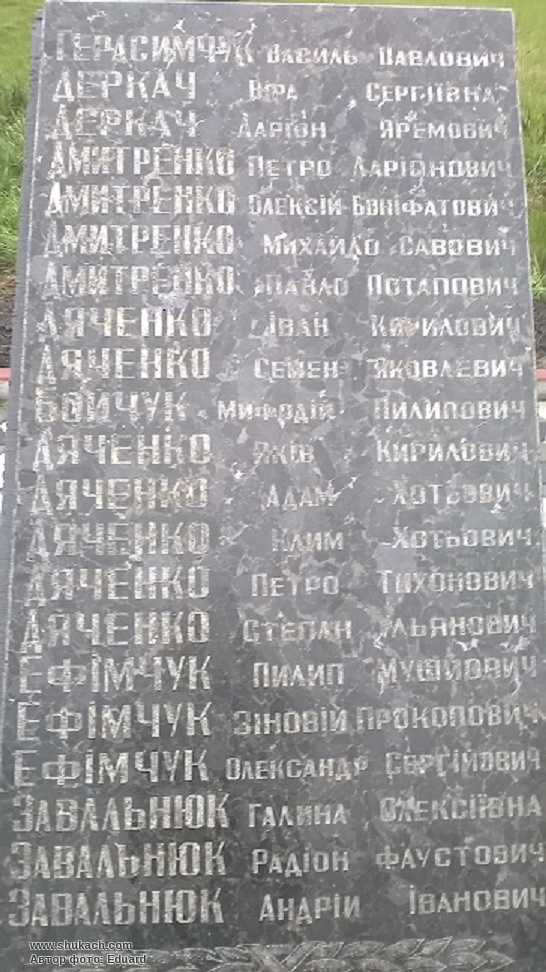 ГЕРАСИМЧУК ВАСИЛЬ ПАВЛОВИЧ
ДЕРКАЧ ВІРА СЕРГІЇВНА
ДЕРКАЧ ЛАРІОН ЯРЕМОВИЧ
ДМИТРЕНКО ПЕТРО ЛАРІОНОВИЧ
ДМИТРЕНКО ОЛЕКСІЙ БОНІФАТОВИЧ
ДМИТРЕНКО МИХАЙЛО САВОВИЧ
ДМИТРЕНКО ПАВЛО ПОТАПОВИЧ
ДЯЧЕНКО ІВАН КИРИЛОВИЧ
ДЯЧЕНКО СЕМЕН ЯКОВЛЕВИЧ
БОЙЧУК МИФОДІЙ ПИЛИПОВИЧ
ДЯЧЕНКО ЯКІВ КИРИЛОВИЧ
ДЯЧЕНКО АДАМ ХОТЬОВИЧ
ДЯЧЕНКО КЛИМ ХОТЬОВИЧ
ДЯЧЕНКО ПЕТРО ТИХОНОВИЧ
ДЯЧЕНКО СТЕПАН УЛЬЯНОВИЧ
ЕФІМЧУК ПИЛИП МУШІЙОВИЧ
ЕФІМЧУК ЗІНОВІЙ ПРОКОПОВИЧ
ЕФІМЧУК ОЛЕКСАНДР СЕРГІЙОВИЧ
ЗАВАЛЬНЮК ГАЛИНА ОЛЕКСІЇВНА
ЗАВАЛЬНЮК РАДІОН ФАУСТОВИЧ
ЗАВАЛЬНЮК АНДРІЙ ІВАНОВИЧ
www.shukach.com
Автор фото: Eduard